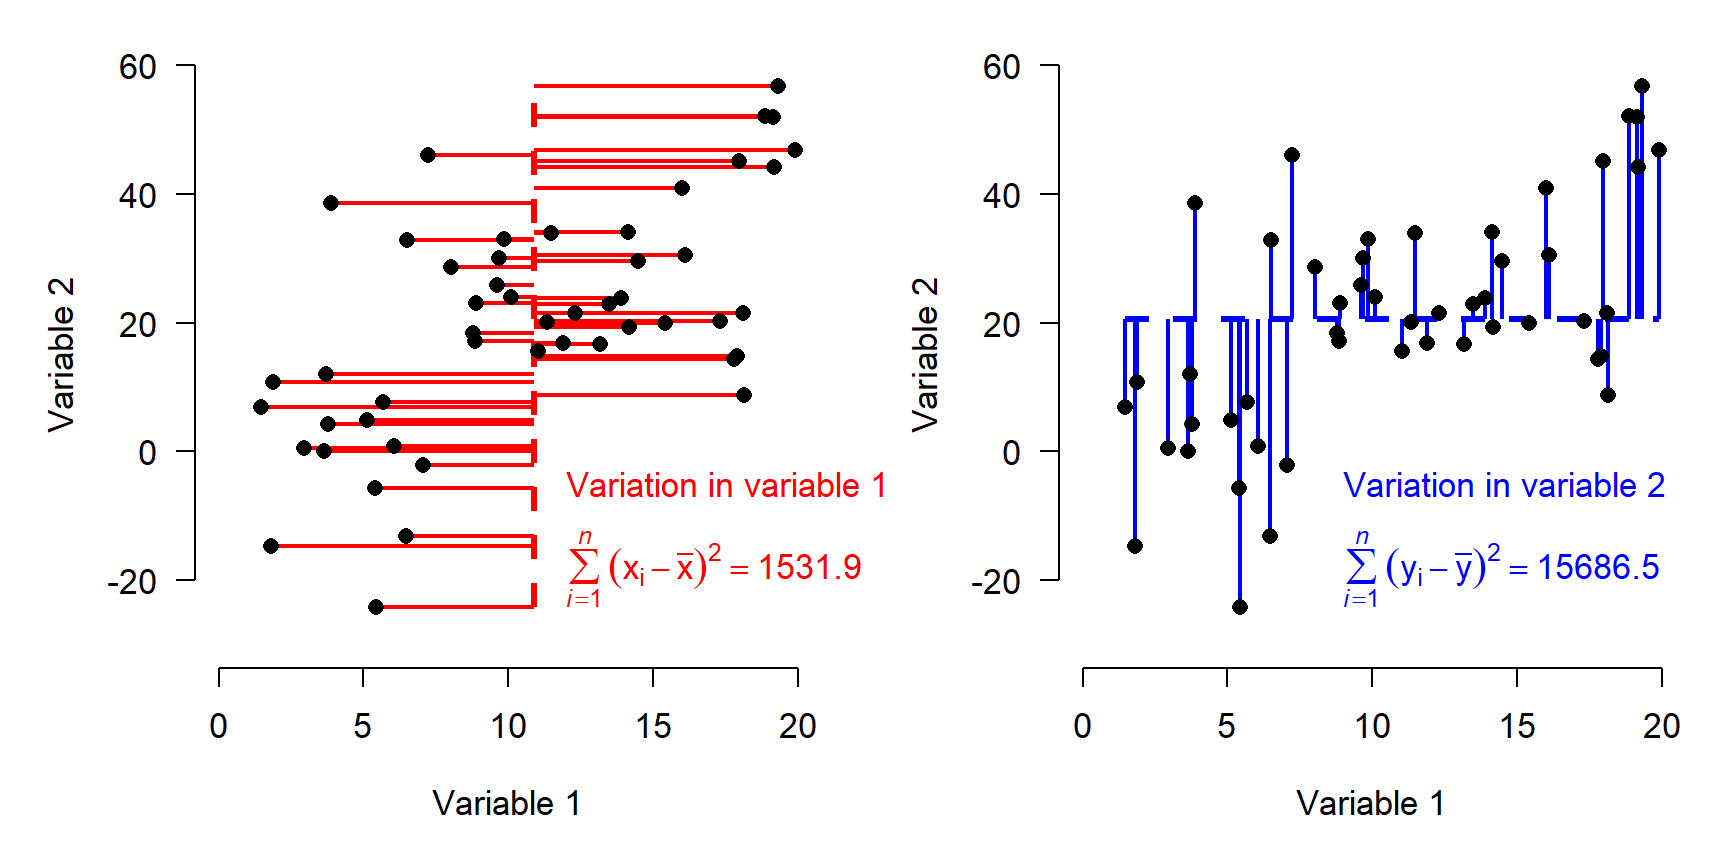 60
40
20
0
-20
Variable 2
Variation in variable 1
n
∑ (xi − x̅)² = 1531.9
i=1
0 5 10 15 20
Variable 1
60
40
20
0
-20
Variable 2
Variation in variable 2
n
∑ (yi − y̅)² = 15686.5
i=1
0 5 10 15 20
Variable 1